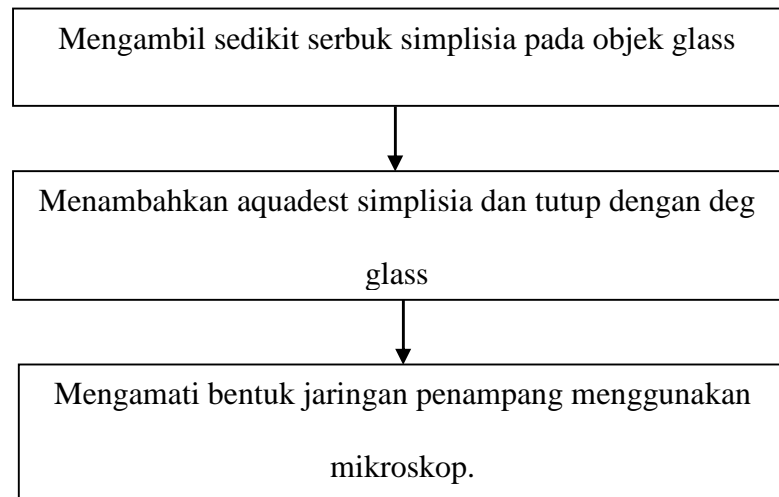 Mengambil sedikit serbuk simplisia pada objek glass
Menambahkan aquadest simplisia dan tutup dengan deg
glass
Mengamati bentuk jaringan penampang menggunakan
mikroskop.